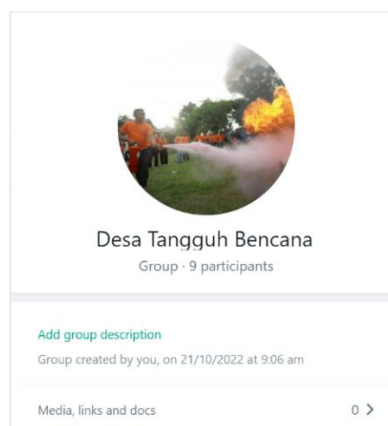 Desa Tangguh Bencana
Group · 9 participants
Add group description
Group created by you, on 21/10/2022 at 9:06 am
Media, links and docs
0